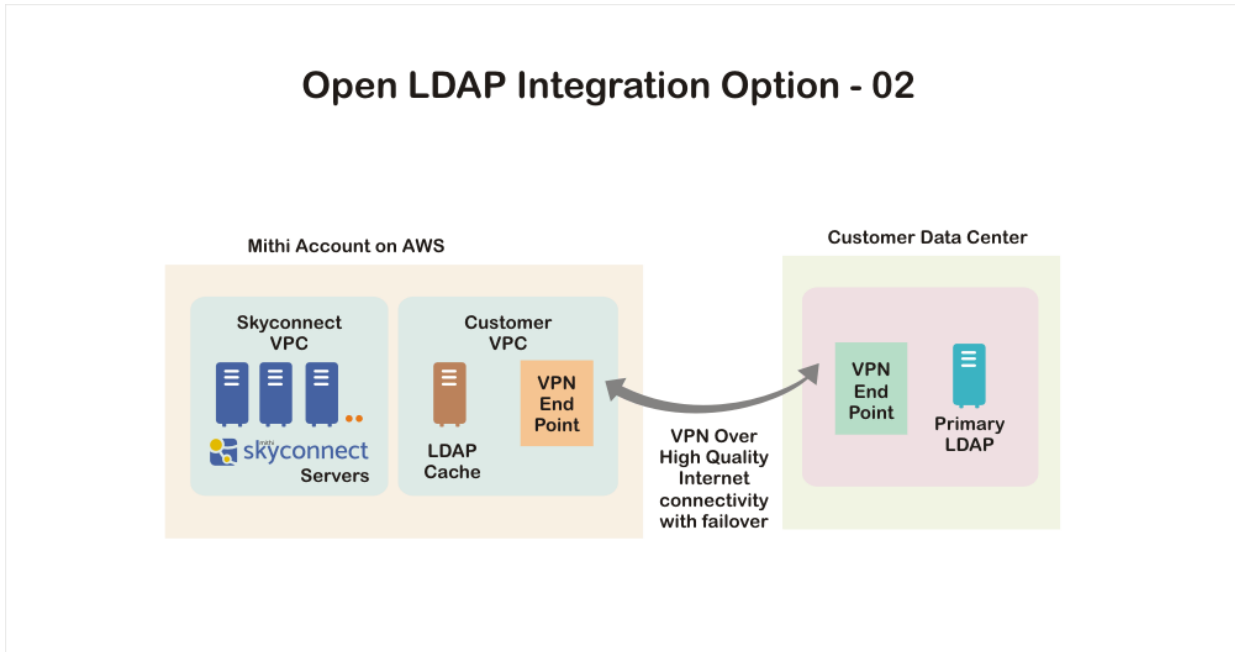 Open LDAP Integration Option - 02
Mithi Account on AWS
Skyconnect
VPC
mithi
skyconnect
Servers
Customer
VPC
LDAP
Cache
VPN
End
Point
VPN Over
High Quality
Internet
connectivity
with failover
Customer Data Center
VPN
End
Point
Primary
LDAP